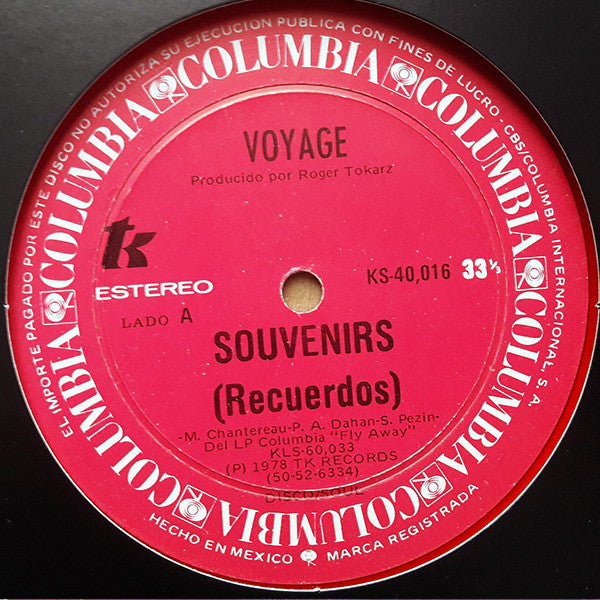 EL IMPORTE PAGADO POR ESTE DISCO NO AUTORIZA SU EJECUCION PUBLICA CON FINES DE LUCRO - CBS/COLUMBIA INTERNACIONAL, S.A.
COLUMBIA COLUMBIA COLUMBIA COLUMBIA COLUMBIA COLUMBIA COLUMBIA COLUMBIA
VOYAGE
Producido por Roger Tokarz
tk
ESTEREO
KS-40,016 33⅓
LADO A
SOUVENIRS
(Recuerdos)
-M. Chantereau-P. A. Dahan-S. Pezin-
Del LP Columbia "Fly Away"
KLS-60,033
(P) 1978 TK RECORDS
(50-52-6334)
DISCO/SOUL
HECHO EN MEXICO MARCA REGISTRADA